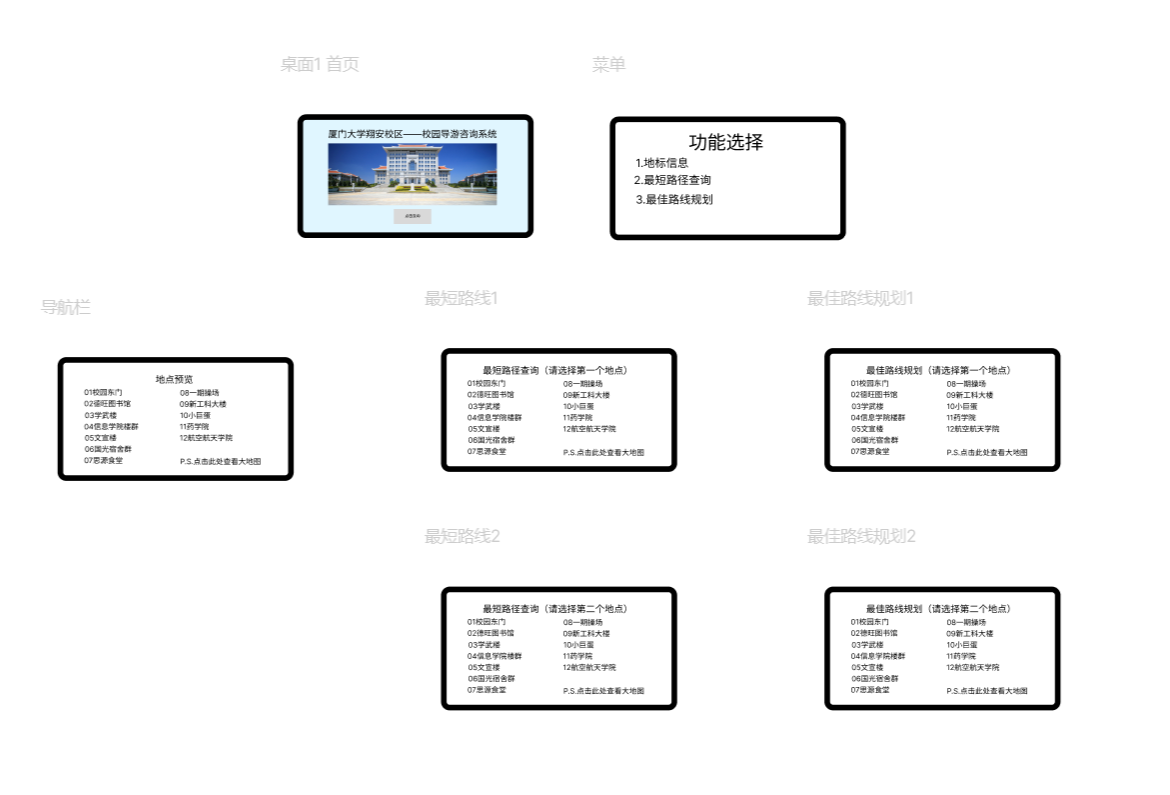 桌面1 首页
菜单
厦门大学翔安校区——校园导游咨询系统
功能选择
1.地标信息
2.最短路径查询
3.最佳路线规划
导航栏
最短路线1
最佳路线规划1
地点预览
01校园东门
02德旺图书馆
03学武楼
04信息学院楼群
05文宣楼
06国光宿舍群
07思源食堂
08一期操场
09新工科大楼
10小巨蛋
11药学院
12航空航天学院
P.S.点击此处查看大地图
最短路径查询（请选择第一个地点）
01校园东门
02德旺图书馆
03学武楼
04信息学院楼群
05文宣楼
06国光宿舍群
07思源食堂
08一期操场
09新工科大楼
10小巨蛋
11药学院
12航空航天学院
P.S.点击此处查看大地图
最佳路线规划（请选择第一个地点）
01校园东门
02德旺图书馆
03学武楼
04信息学院楼群
05文宣楼
06国光宿舍群
07思源食堂
08一期操场
09新工科大楼
10小巨蛋
11药学院
12航空航天学院
P.S.点击此处查看大地图
最短路线2
最佳路线规划2
最短路径查询（请选择第二个地点）
01校园东门
02德旺图书馆
03学武楼
04信息学院楼群
05文宣楼
06国光宿舍群
07思源食堂
08一期操场
09新工科大楼
10小巨蛋
11药学院
12航空航天学院
P.S.点击此处查看大地图
最佳路线规划（请选择第二个地点）
01校园东门
02德旺图书馆
03学武楼
04信息学院楼群
05文宣楼
06国光宿舍群
07思源食堂
08一期操场
09新工科大楼
10小巨蛋
11药学院
12航空航天学院
P.S.点击此处查看大地图